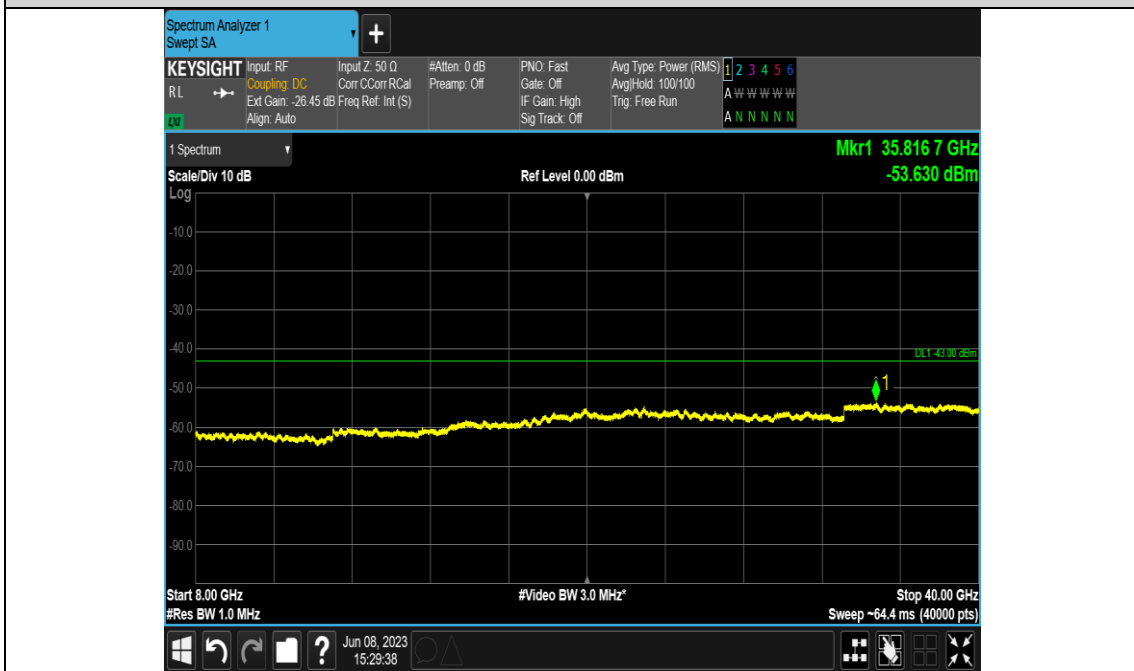 Spectrum Analyzer 1
Swept SA
+
KEYSIGHT
RL
LXI
Input: RF
Coupling: DC
Ext Gain: -26.45 dB
Align: Auto
Input Z: 50 Ω
Corr CCorr RCal
Freq Ref: Int (S)
#Atten: 0 dB
Preamp: Off
PNO: Fast
Gate: Off
IF Gain: High
Sig Track: Off
Avg Type: Power (RMS)
Avg|Hold: 100/100
Trig: Free Run
1 2 3 4 5 6
A W W W W W
A N N N N N
1 Spectrum
Mkr1 35.816 7 GHz
-53.630 dBm
Scale/Div 10 dB
Ref Level 0.00 dBm
Log
-10.0
-20.0
-30.0
-40.0
DL1 -43.00 dBm
-50.0
1
-60.0
-70.0
-80.0
-90.0
Start 8.00 GHz
#Video BW 3.0 MHz*
Stop 40.00 GHz
#Res BW 1.0 MHz
Sweep ~64.4 ms (40000 pts)
?
Jun 08, 2023
15:29:38